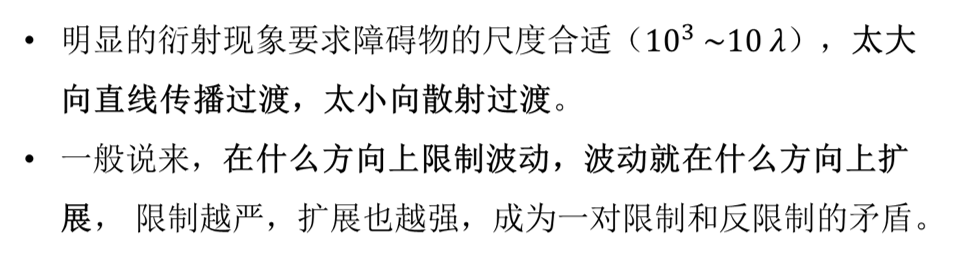 • 明显的衍射现象要求障碍物的尺度合适（10³ ~10 λ），太大
向直线传播过渡，太小向散射过渡。
• 一般说来，在什么方向上限制波动，波动就在什么方向上扩
展， 限制越严，扩展也越强，成为一对限制和反限制的矛盾。